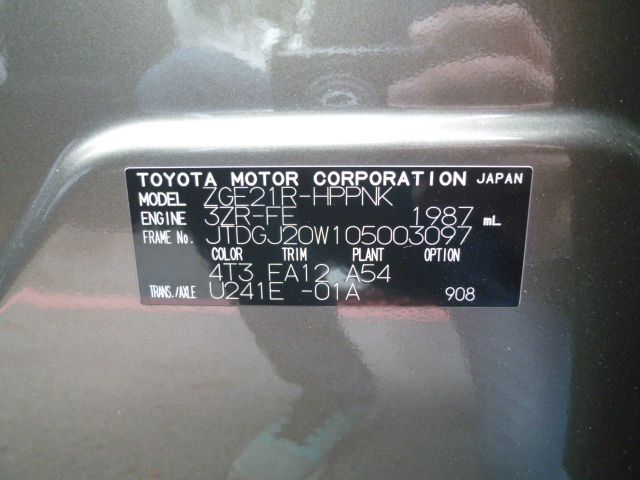 TOYOTA MOTOR CORPORATION JAPAN
MODEL ZGE21R-HPPNK
ENGINE 3ZR-FE 1987 mL
FRAME No. JTDGJ20W105003097
COLOR TRIM PLANT OPTION
4T3 FA12 A54
TRANS./AXLE U241E -01A 908